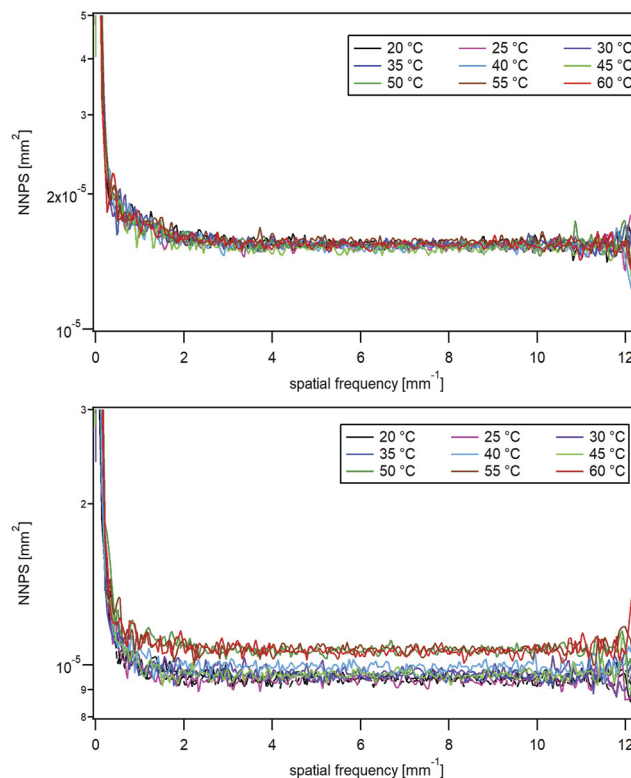 5
20 °C 25 °C 30 °C
4
35 °C 40 °C 45 °C
50 °C 55 °C 60 °C
3
NNPS [mm²]
2x10⁻⁵
10⁻⁵
0 2 4 6 8 10 12
spatial frequency [mm⁻¹]
3
20 °C 25 °C 30 °C
35 °C 40 °C 45 °C
50 °C 55 °C 60 °C
2
NNPS [mm²]
10⁻⁵
9
8
0 2 4 6 8 10 12
spatial frequency [mm⁻¹]